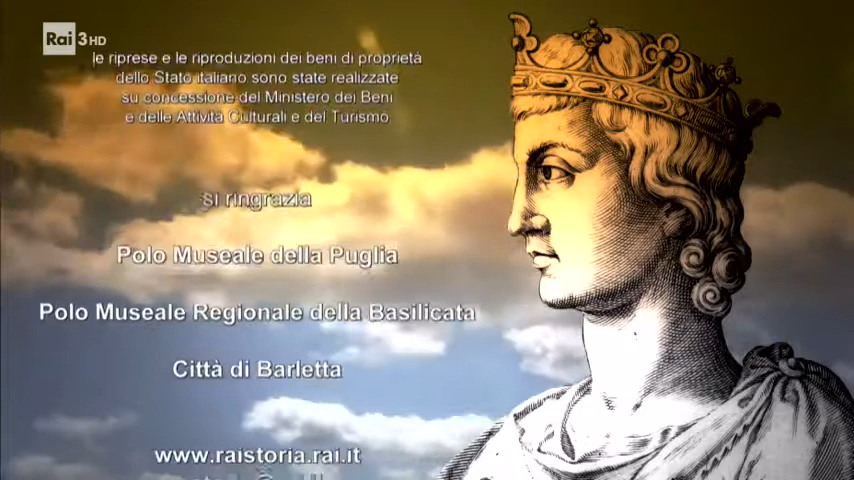 Rai 3HD
le riprese e le riproduzioni dei beni di proprietà
dello Stato italiano sono state realizzate
su concessione del Ministero dei Beni
e delle Attività Culturali e del Turismo
si ringrazia
Polo Museale della Puglia
Polo Museale Regionale della Basilicata
Città di Barletta
www.raistoria.rai.it